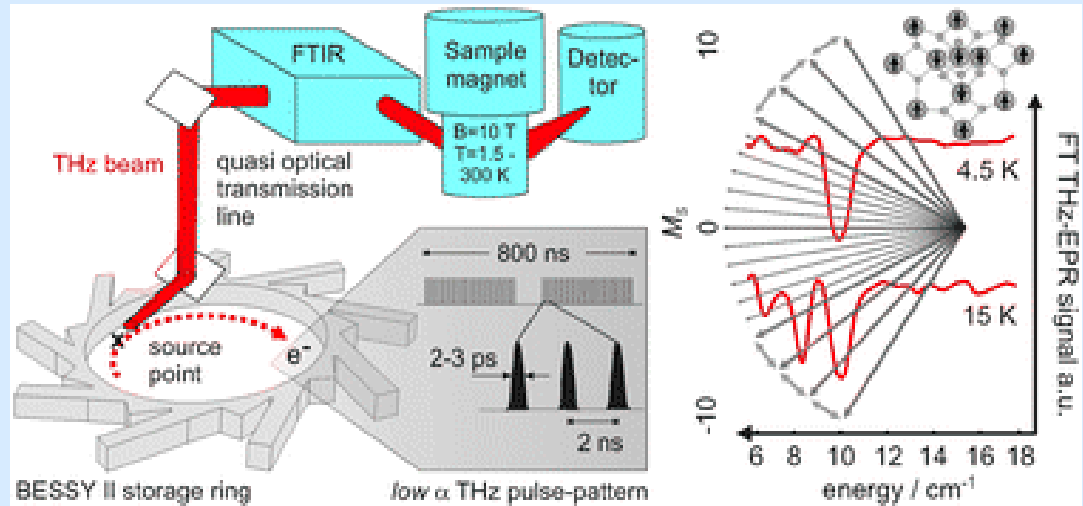 FTIR
Sample
magnet
Detec-
tor
B=10 T
T=1.5 -
300 K
THz beam
quasi optical
transmission
line
800 ns
2-3 ps
2 ns
source
point
e-
x
BESSY II storage ring
low α THz pulse-pattern
10
0
-10
Ms
4.5 K
15 K
FT THz-EPR signal a.u.
6 8 10 12 14 16 18
energy / cm-1